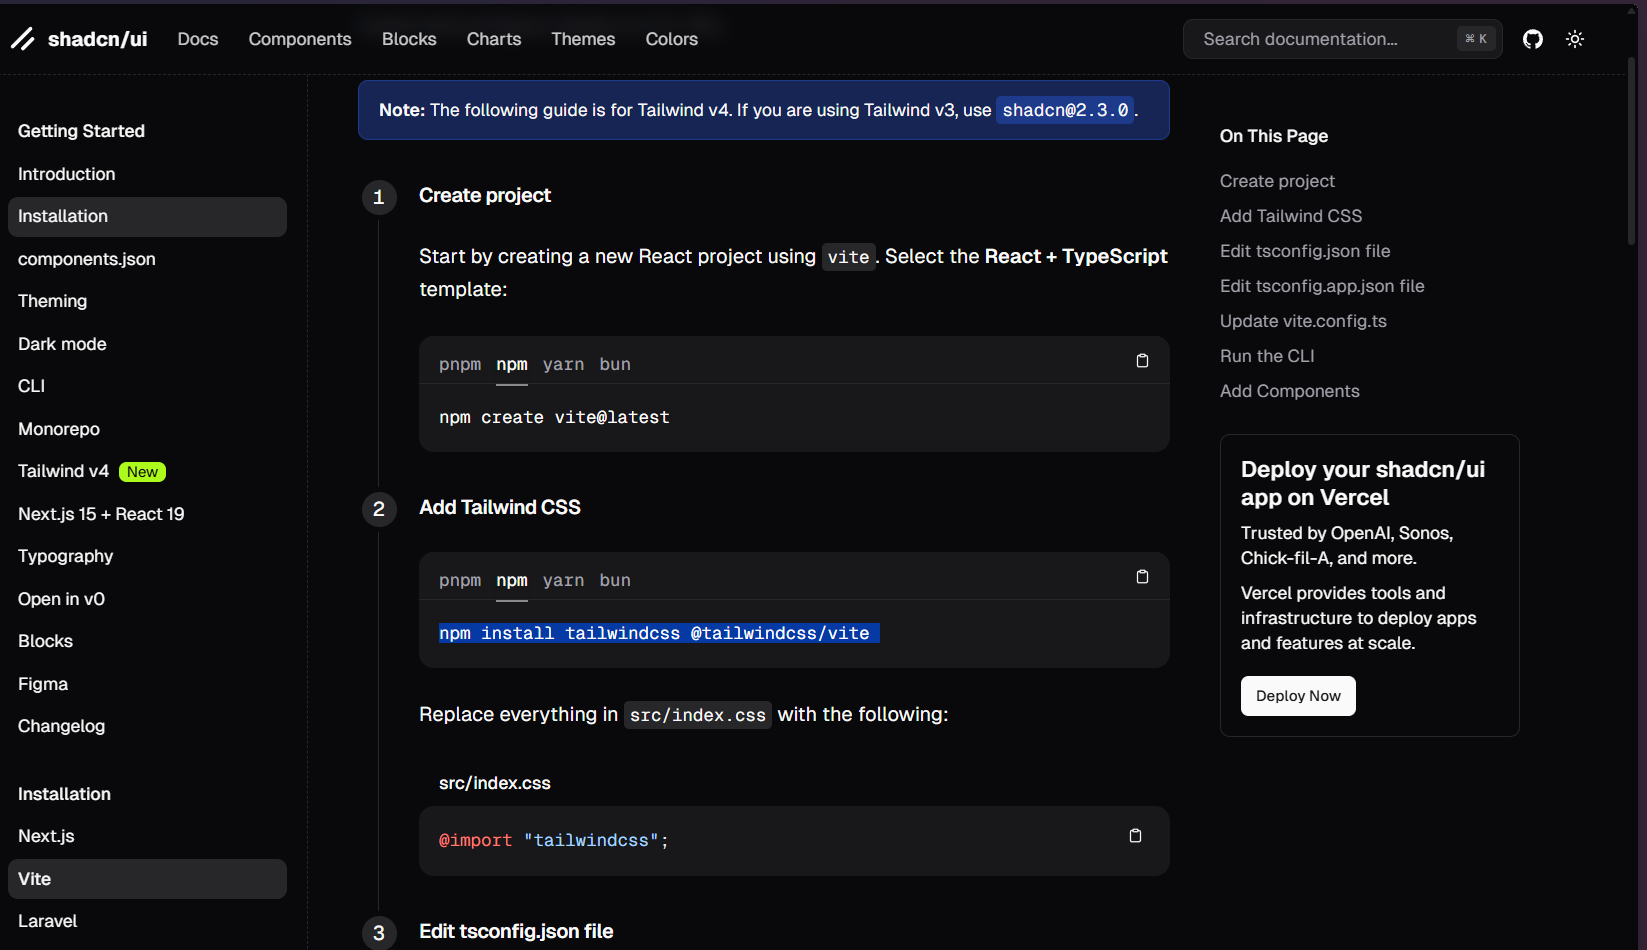 shadcn/ui Docs Components Blocks Charts Themes Colors Search documentation... ⌘ K
Getting Started
Introduction
Installation
components.json
Theming
Dark mode
CLI
Monorepo
Tailwind v4 New
Next.js 15 + React 19
Typography
Open in v0
Blocks
Figma
Changelog
Installation
Next.js
Vite
Laravel
Note: The following guide is for Tailwind v4. If you are using Tailwind v3, use shadcn@2.3.0.
1 Create project
Start by creating a new React project using vite. Select the React + TypeScript
template:
pnpm npm yarn bun
npm create vite@latest
2 Add Tailwind CSS
pnpm npm yarn bun
npm install tailwindcss @tailwindcss/vite
Replace everything in src/index.css with the following:
src/index.css
@import "tailwindcss";
3 Edit tsconfig.json file
On This Page
Create project
Add Tailwind CSS
Edit tsconfig.json file
Edit tsconfig.app.json file
Update vite.config.ts
Run the CLI
Add Components
Deploy your shadcn/ui
app on Vercel
Trusted by OpenAI, Sonos,
Chick-fil-A, and more.
Vercel provides tools and
infrastructure to deploy apps
and features at scale.
Deploy Now